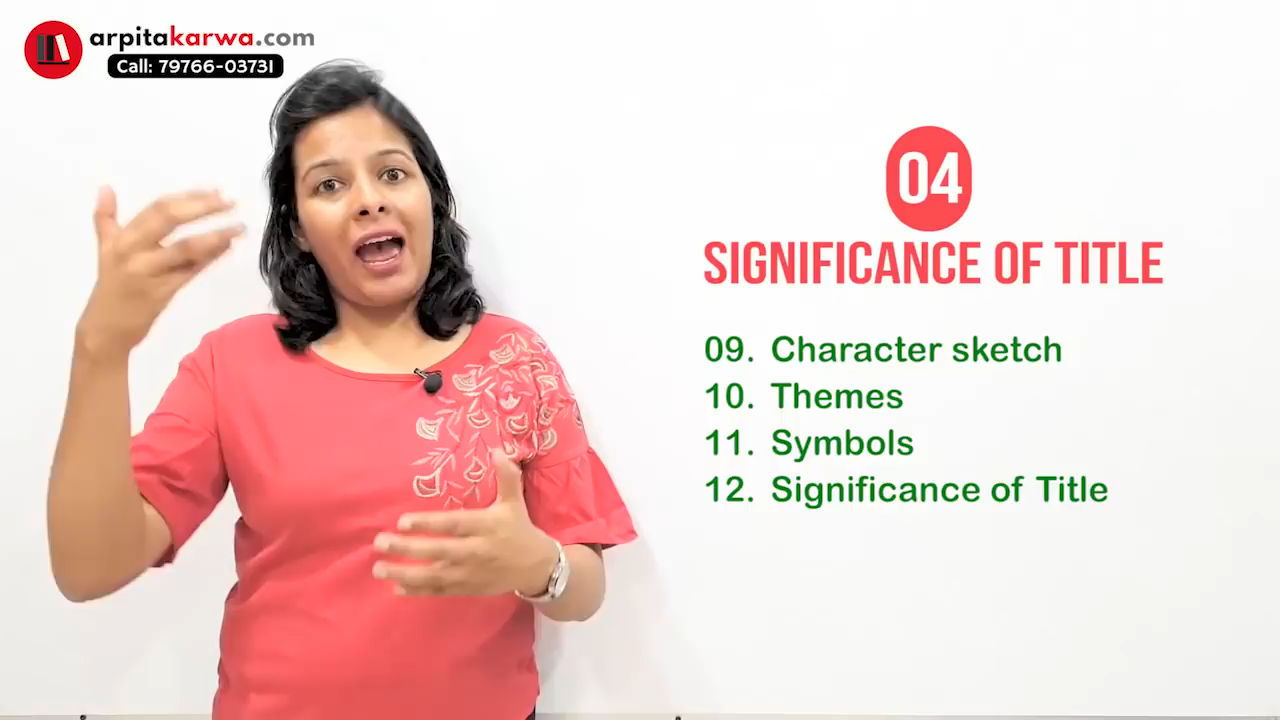 arpitakarwa.com
Call: 79766-03731
04
SIGNIFICANCE OF TITLE
09. Character sketch
10. Themes
11. Symbols
12. Significance of Title